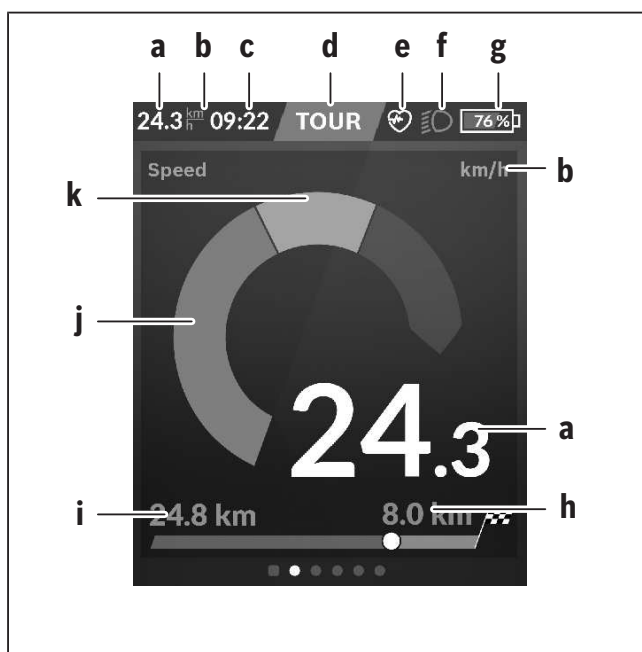 a b c d e f g
24.3 km/h 09:22 TOUR 76 %
Speed km/h b
k
j
24.3 a
i 24.8 km 8.0 km h